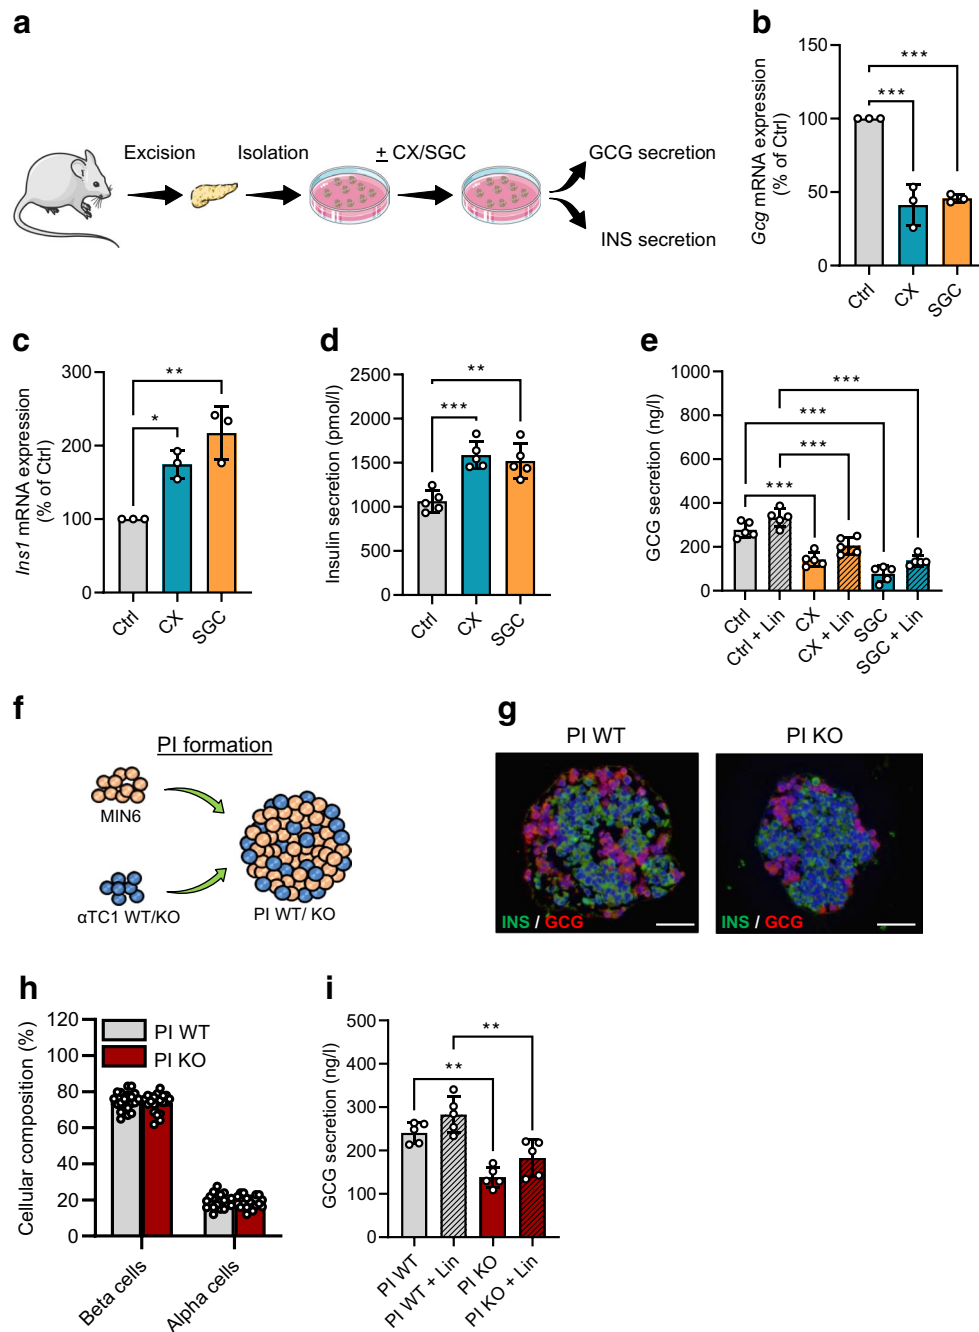 a
Excision
Isolation
± CX/SGC
GCG secretion
INS secretion
b
Gcg mRNA expression
(% of Ctrl)
150
100
50
0
***
***
Ctrl
CX
SGC
c
Ins1 mRNA expression
(% of Ctrl)
300
200
100
0
**
*
Ctrl
CX
SGC
d
Insulin secretion (pmol/l)
2500
2000
1500
1000
500
0
**
***
Ctrl
CX
SGC
e
GCG secretion (ng/l)
1000
800
600
400
200
0
***
***
***
***
Ctrl
Ctrl + Lin
CX
CX + Lin
SGC
SGC + Lin
f
PI formation
MIN6
αTC1 WT/KO
PI WT/ KO
g
PI WT
PI KO
INS / GCG
INS / GCG
h
Cellular composition (%)
120
100
80
60
40
20
0
PI WT
PI KO
Beta cells
Alpha cells
i
GCG secretion (ng/l)
500
400
300
200
100
0
**
**
PI WT
PI WT + Lin
PI KO
PI KO + Lin